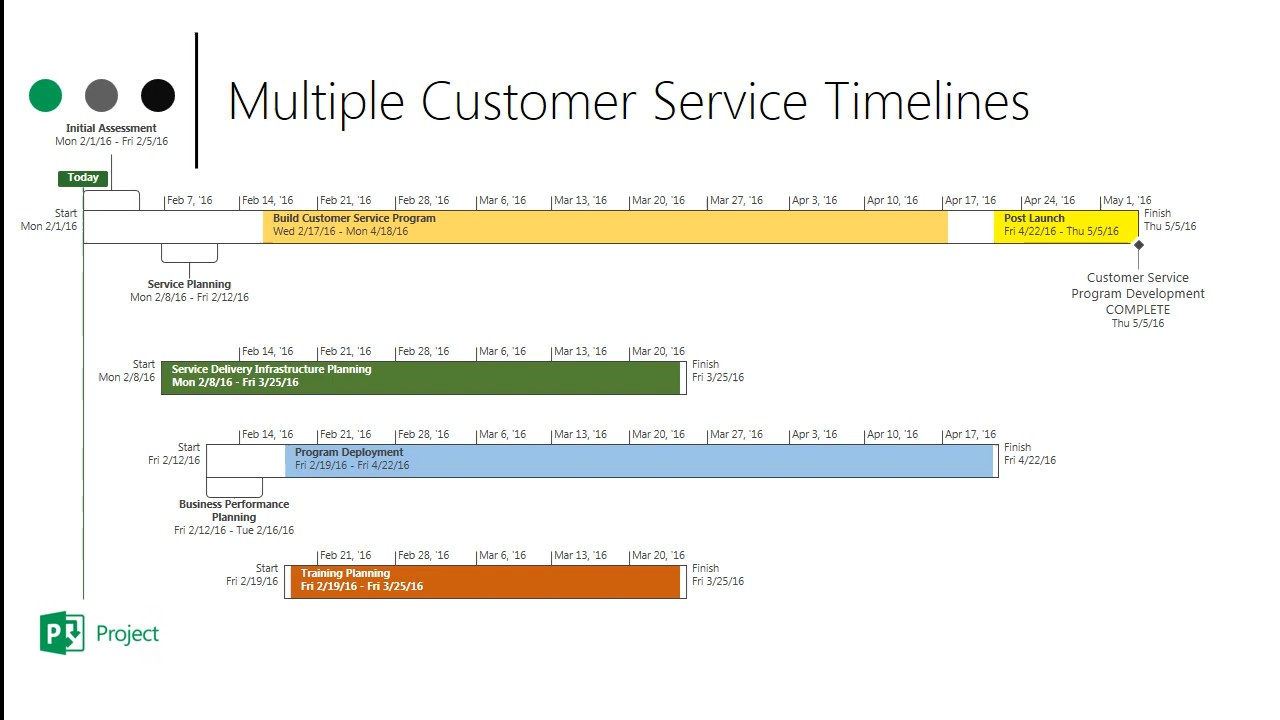 Multiple Customer Service Timelines
Initial Assessment
Mon 2/1/16 - Fri 2/5/16
Today
Feb 7, '16 Feb 14, '16 Feb 21, '16 Feb 28, '16 Mar 6, '16 Mar 13, '16 Mar 20, '16 Mar 27, '16 Apr 3, '16 Apr 10, '16 Apr 17, '16 Apr 24, '16 May 1, '16
Start
Mon 2/1/16
Build Customer Service Program
Wed 2/17/16 - Mon 4/18/16
Post Launch
Fri 4/22/16 - Thu 5/5/16
Finish
Thu 5/5/16
Service Planning
Mon 2/8/16 - Fri 2/12/16
Customer Service
Program Development
COMPLETE
Thu 5/5/16
Feb 14, '16 Feb 21, '16 Feb 28, '16 Mar 6, '16 Mar 13, '16 Mar 20, '16
Start
Mon 2/8/16
Service Delivery Infrastructure Planning
Mon 2/8/16 - Fri 3/25/16
Finish
Fri 3/25/16
Feb 14, '16 Feb 21, '16 Feb 28, '16 Mar 6, '16 Mar 13, '16 Mar 20, '16 Mar 27, '16 Apr 3, '16 Apr 10, '16 Apr 17, '16
Start
Fri 2/12/16
Program Deployment
Fri 2/19/16 - Fri 4/22/16
Finish
Fri 4/22/16
Business Performance
Planning
Fri 2/12/16 - Tue 2/16/16
Feb 21, '16 Feb 28, '16 Mar 6, '16 Mar 13, '16 Mar 20, '16
Start
Fri 2/19/16
Training Planning
Fri 2/19/16 - Fri 3/25/16
Finish
Fri 3/25/16
P Project